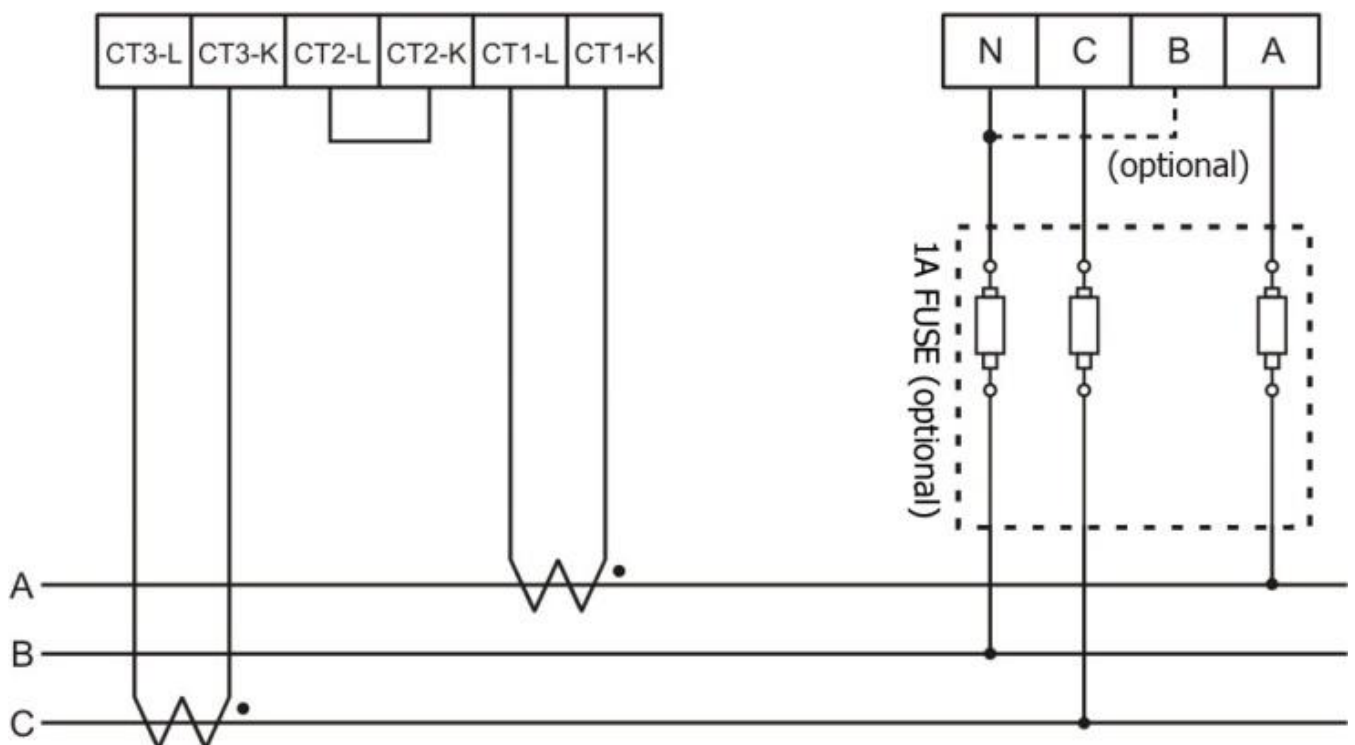 CT3-L CT3-K CT2-L CT2-K CT1-L CT1-K
N C B A
(optional)
1A FUSE (optional)
A
B
C